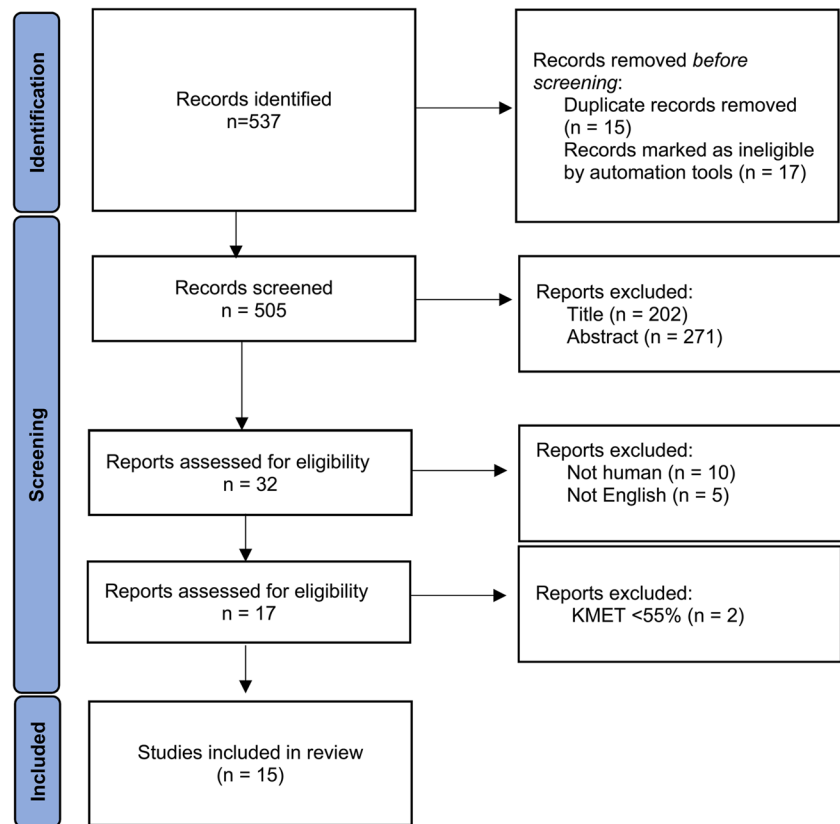 Identification
Records identified
n=537
Records removed before
screening:
Duplicate records removed
(n = 15)
Records marked as ineligible
by automation tools (n = 17)
Screening
Records screened
n = 505
Reports excluded:
Title (n = 202)
Abstract (n = 271)
Reports assessed for eligibility
n = 32
Reports excluded:
Not human (n = 10)
Not English (n = 5)
Reports assessed for eligibility
n = 17
Reports excluded:
KMET <55% (n = 2)
Included
Studies included in review
(n = 15)